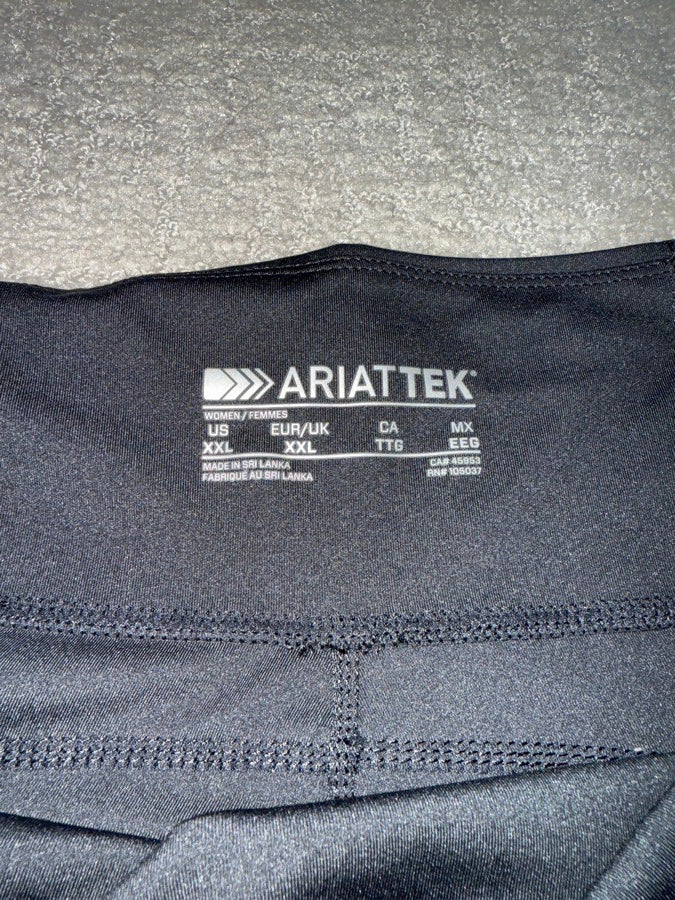 ARIATTEK®
WOMEN/FEMMES
US EUR/UK CA MX
XXL XXL TTG EEG
MADE IN SRI LANKA CA# 45953
FABRIQUÉ AU SRI LANKA RN# 105037